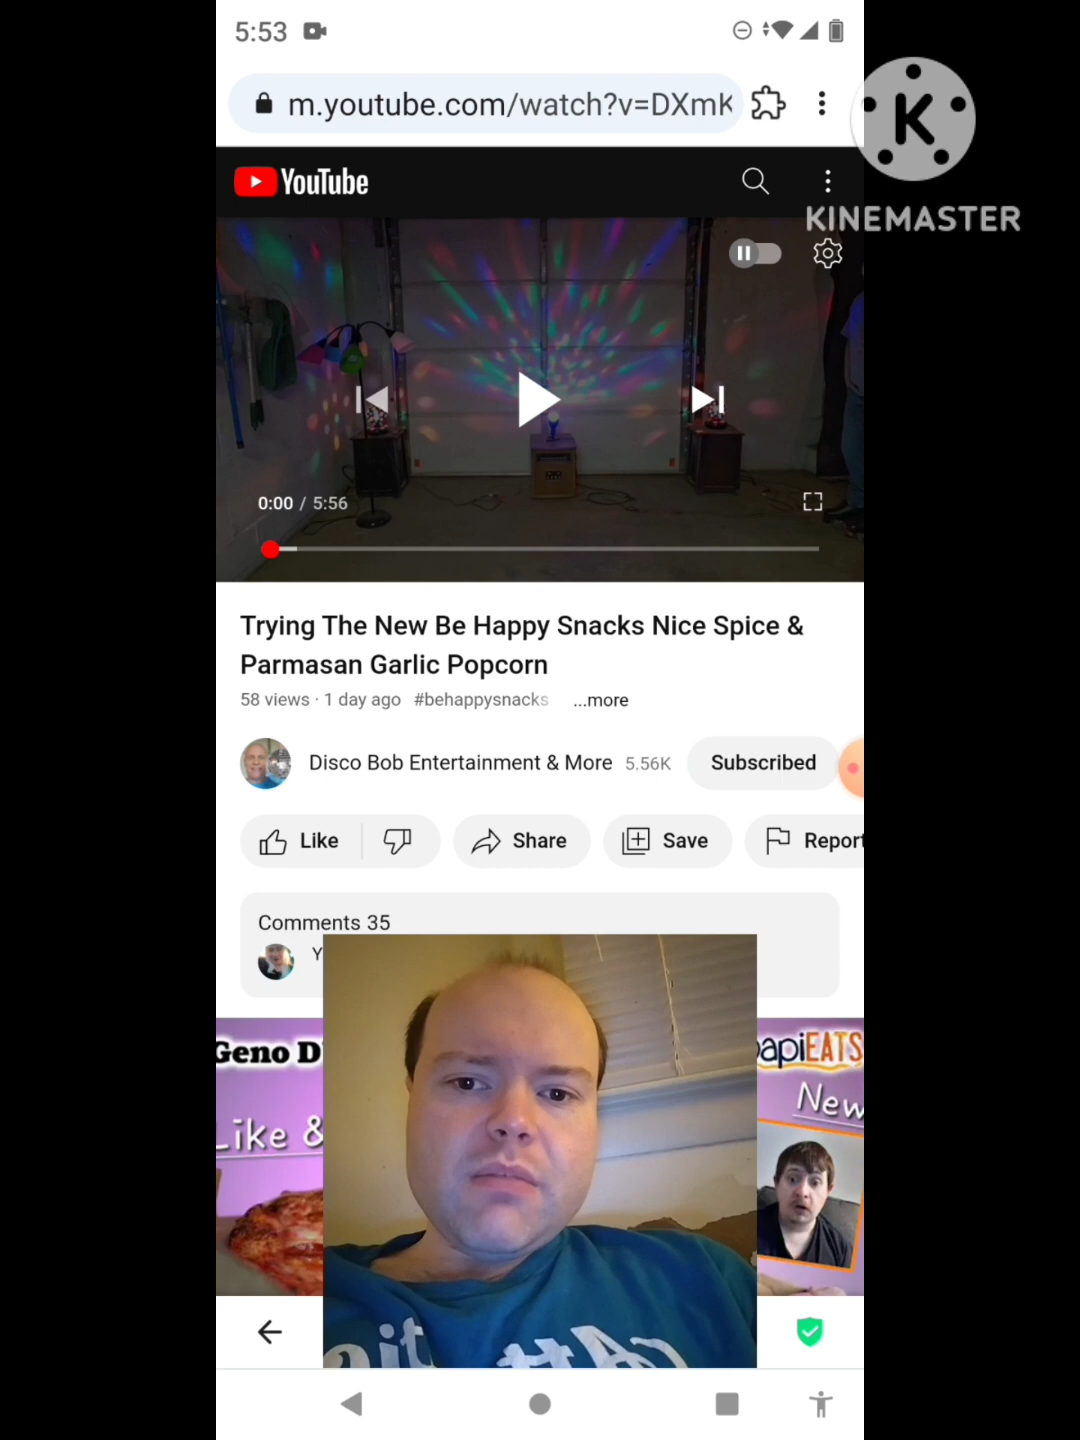 5:53
m.youtube.com/watch?v=DXmK
K
KINEMASTER
YouTube
0:00 / 5:56
Trying The New Be Happy Snacks Nice Spice &
Parmasan Garlic Popcorn
58 views · 1 day ago #behappysnacks ...more
Disco Bob Entertainment & More 5.56K Subscribed
Like Share Save Report
Comments 35
Y
Geno D
apiEATS
Like &
New